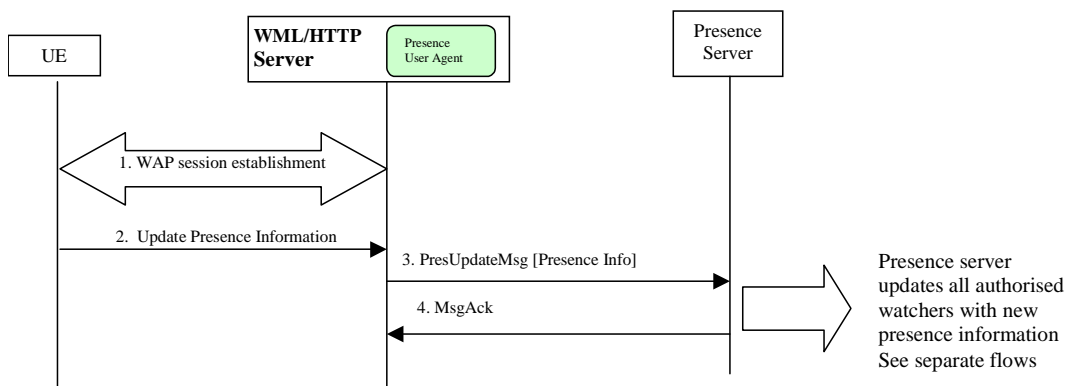 UE
WML/HTTP
Server
Presence
User Agent
Presence
Server
1. WAP session establishment
2. Update Presence Information
3. PresUpdateMsg [Presence Info]
4. MsgAck
Presence server
updates all authorised
watchers with new
presence information
See separate flows